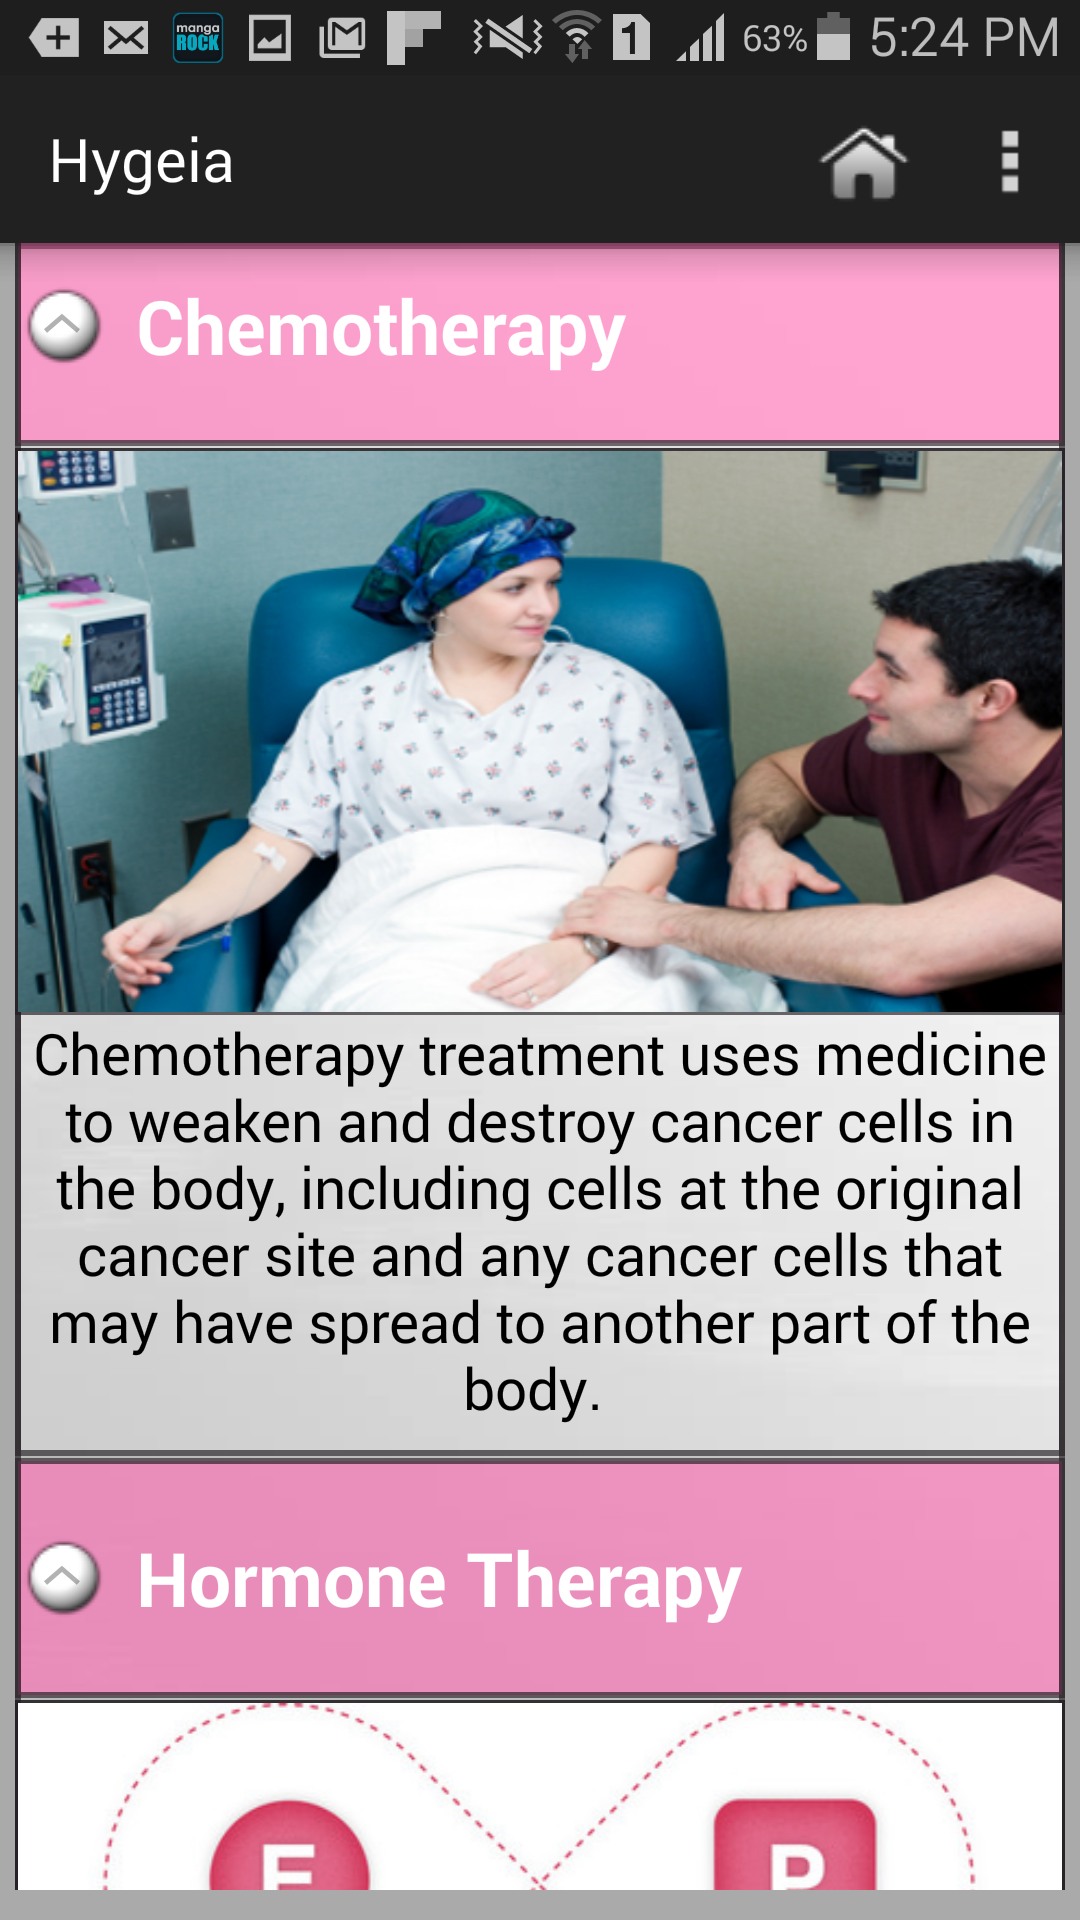 manga
ROCK
1
63%
5:24 PM
Hygeia
Chemotherapy
Chemotherapy treatment uses medicine
to weaken and destroy cancer cells in
the body, including cells at the original
cancer site and any cancer cells that
may have spread to another part of the
body.
Hormone Therapy
E
P